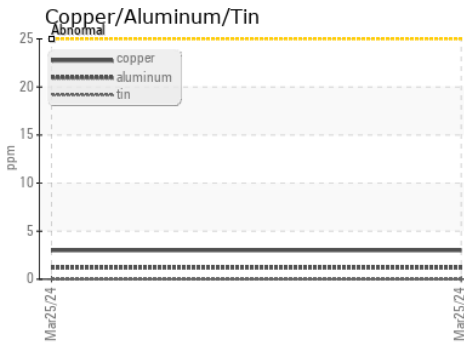 Copper/Aluminum/Tin
Abnormal
25
copper
aluminum
tin
20
15
ppm
10
5
0
Mar25/24
Mar25/24